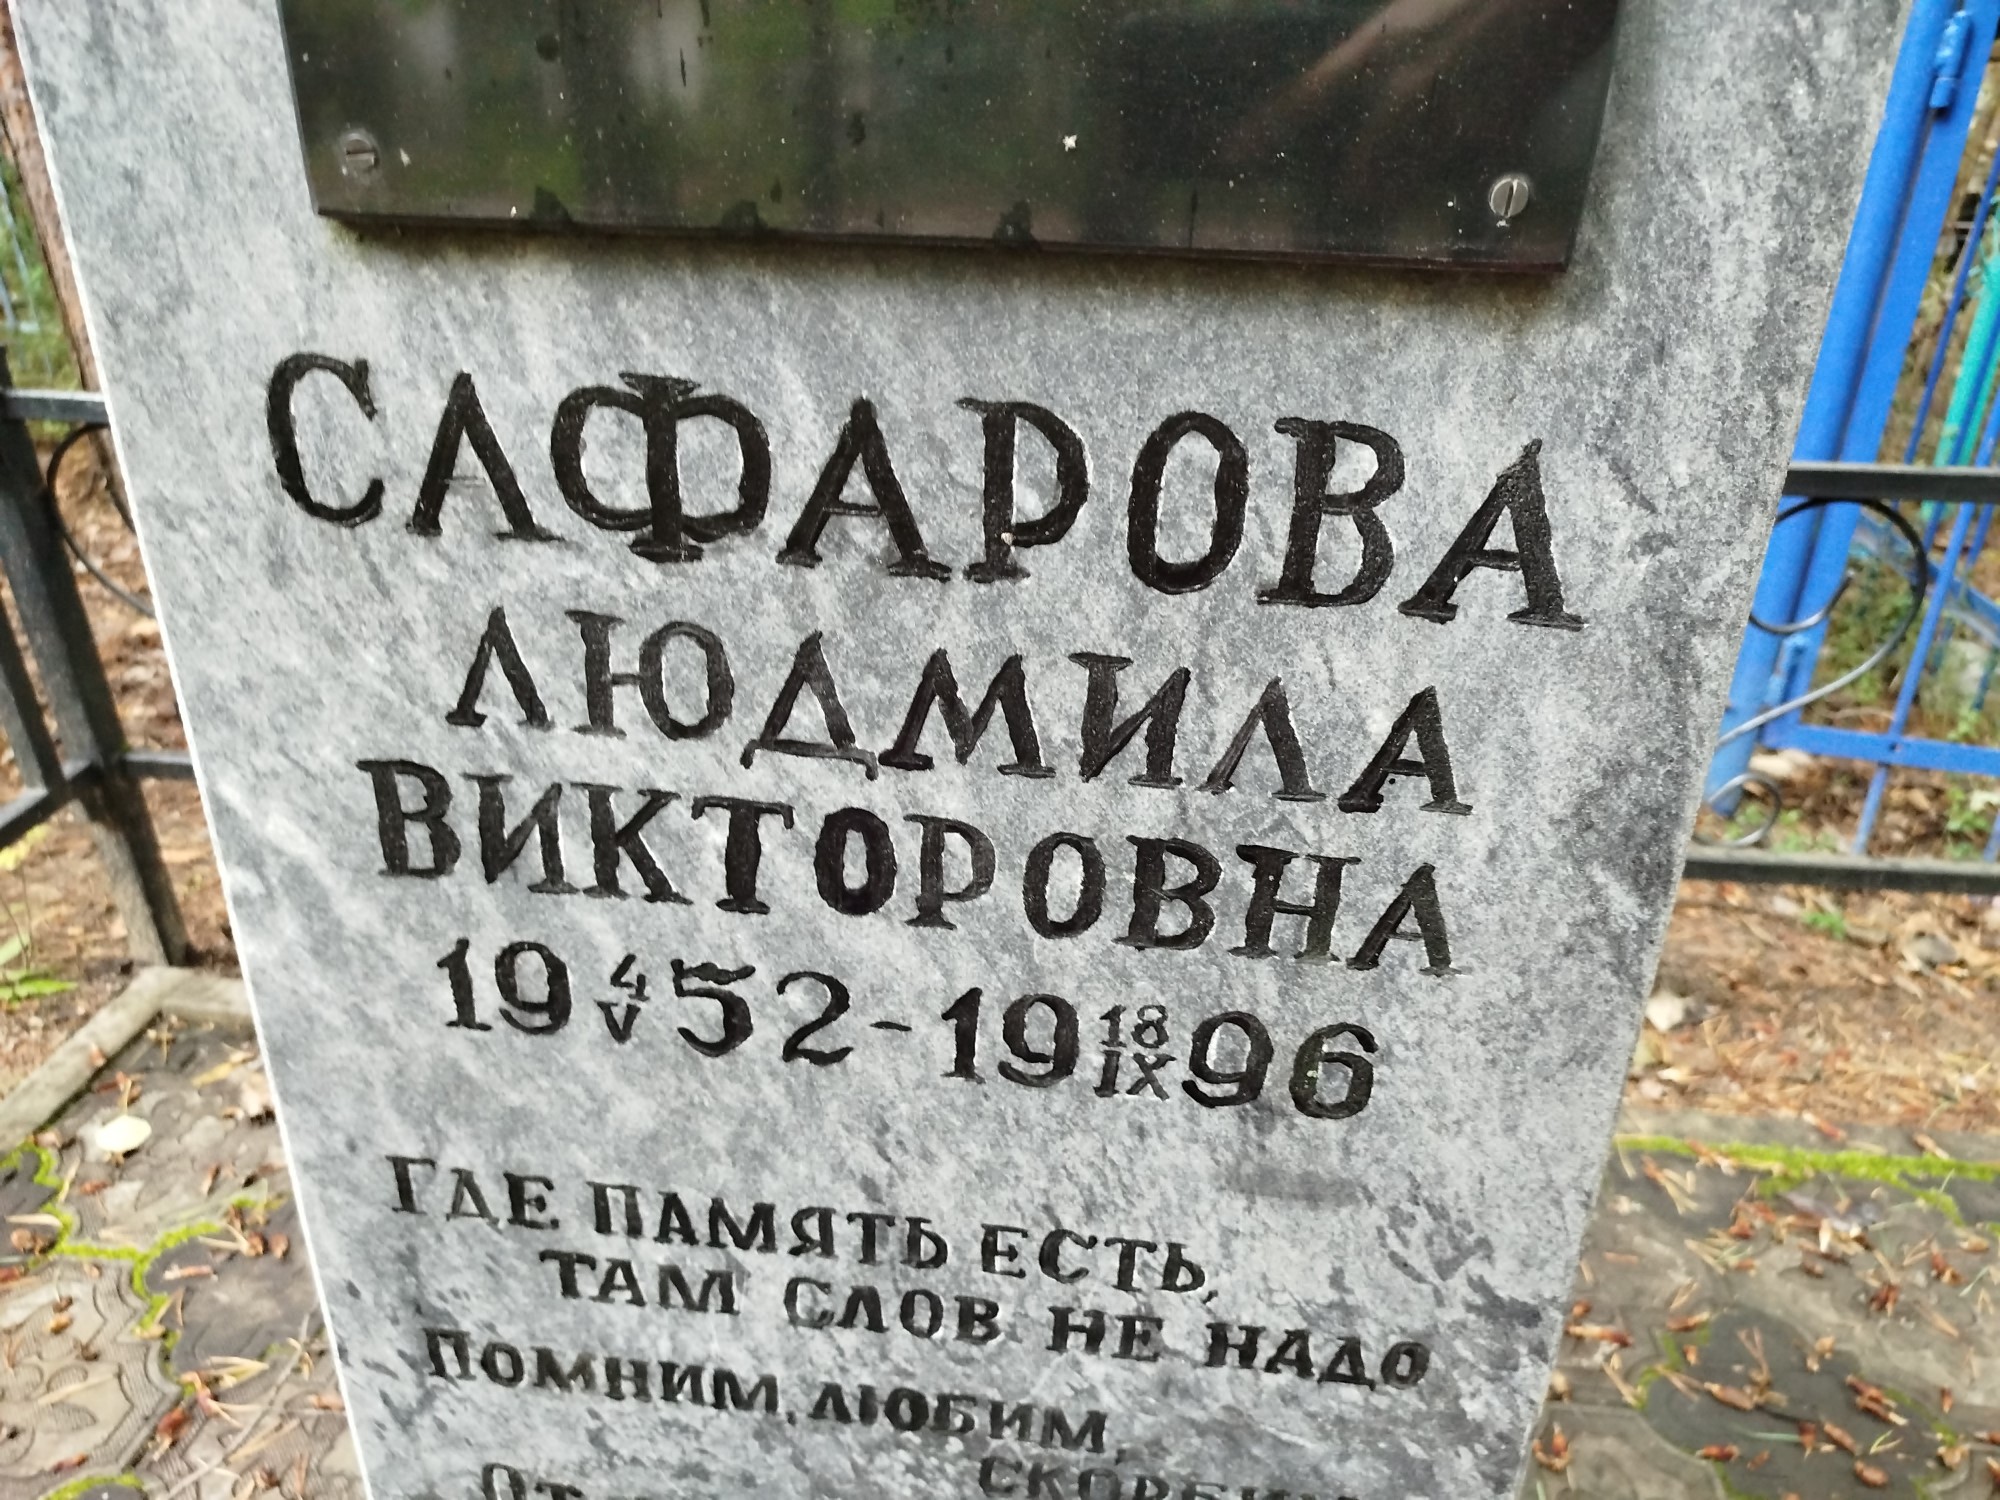 САФАРОВА
ЛЮДМИЛА
ВИКТОРОВНА
19 4/V 52 - 19 18/IX 96
ГДЕ ПАМЯТЬ ЕСТЬ,
ТАМ СЛОВ НЕ НАДО
ПОМНИМ, ЛЮБИМ,
СКОРБИМ
ОТ